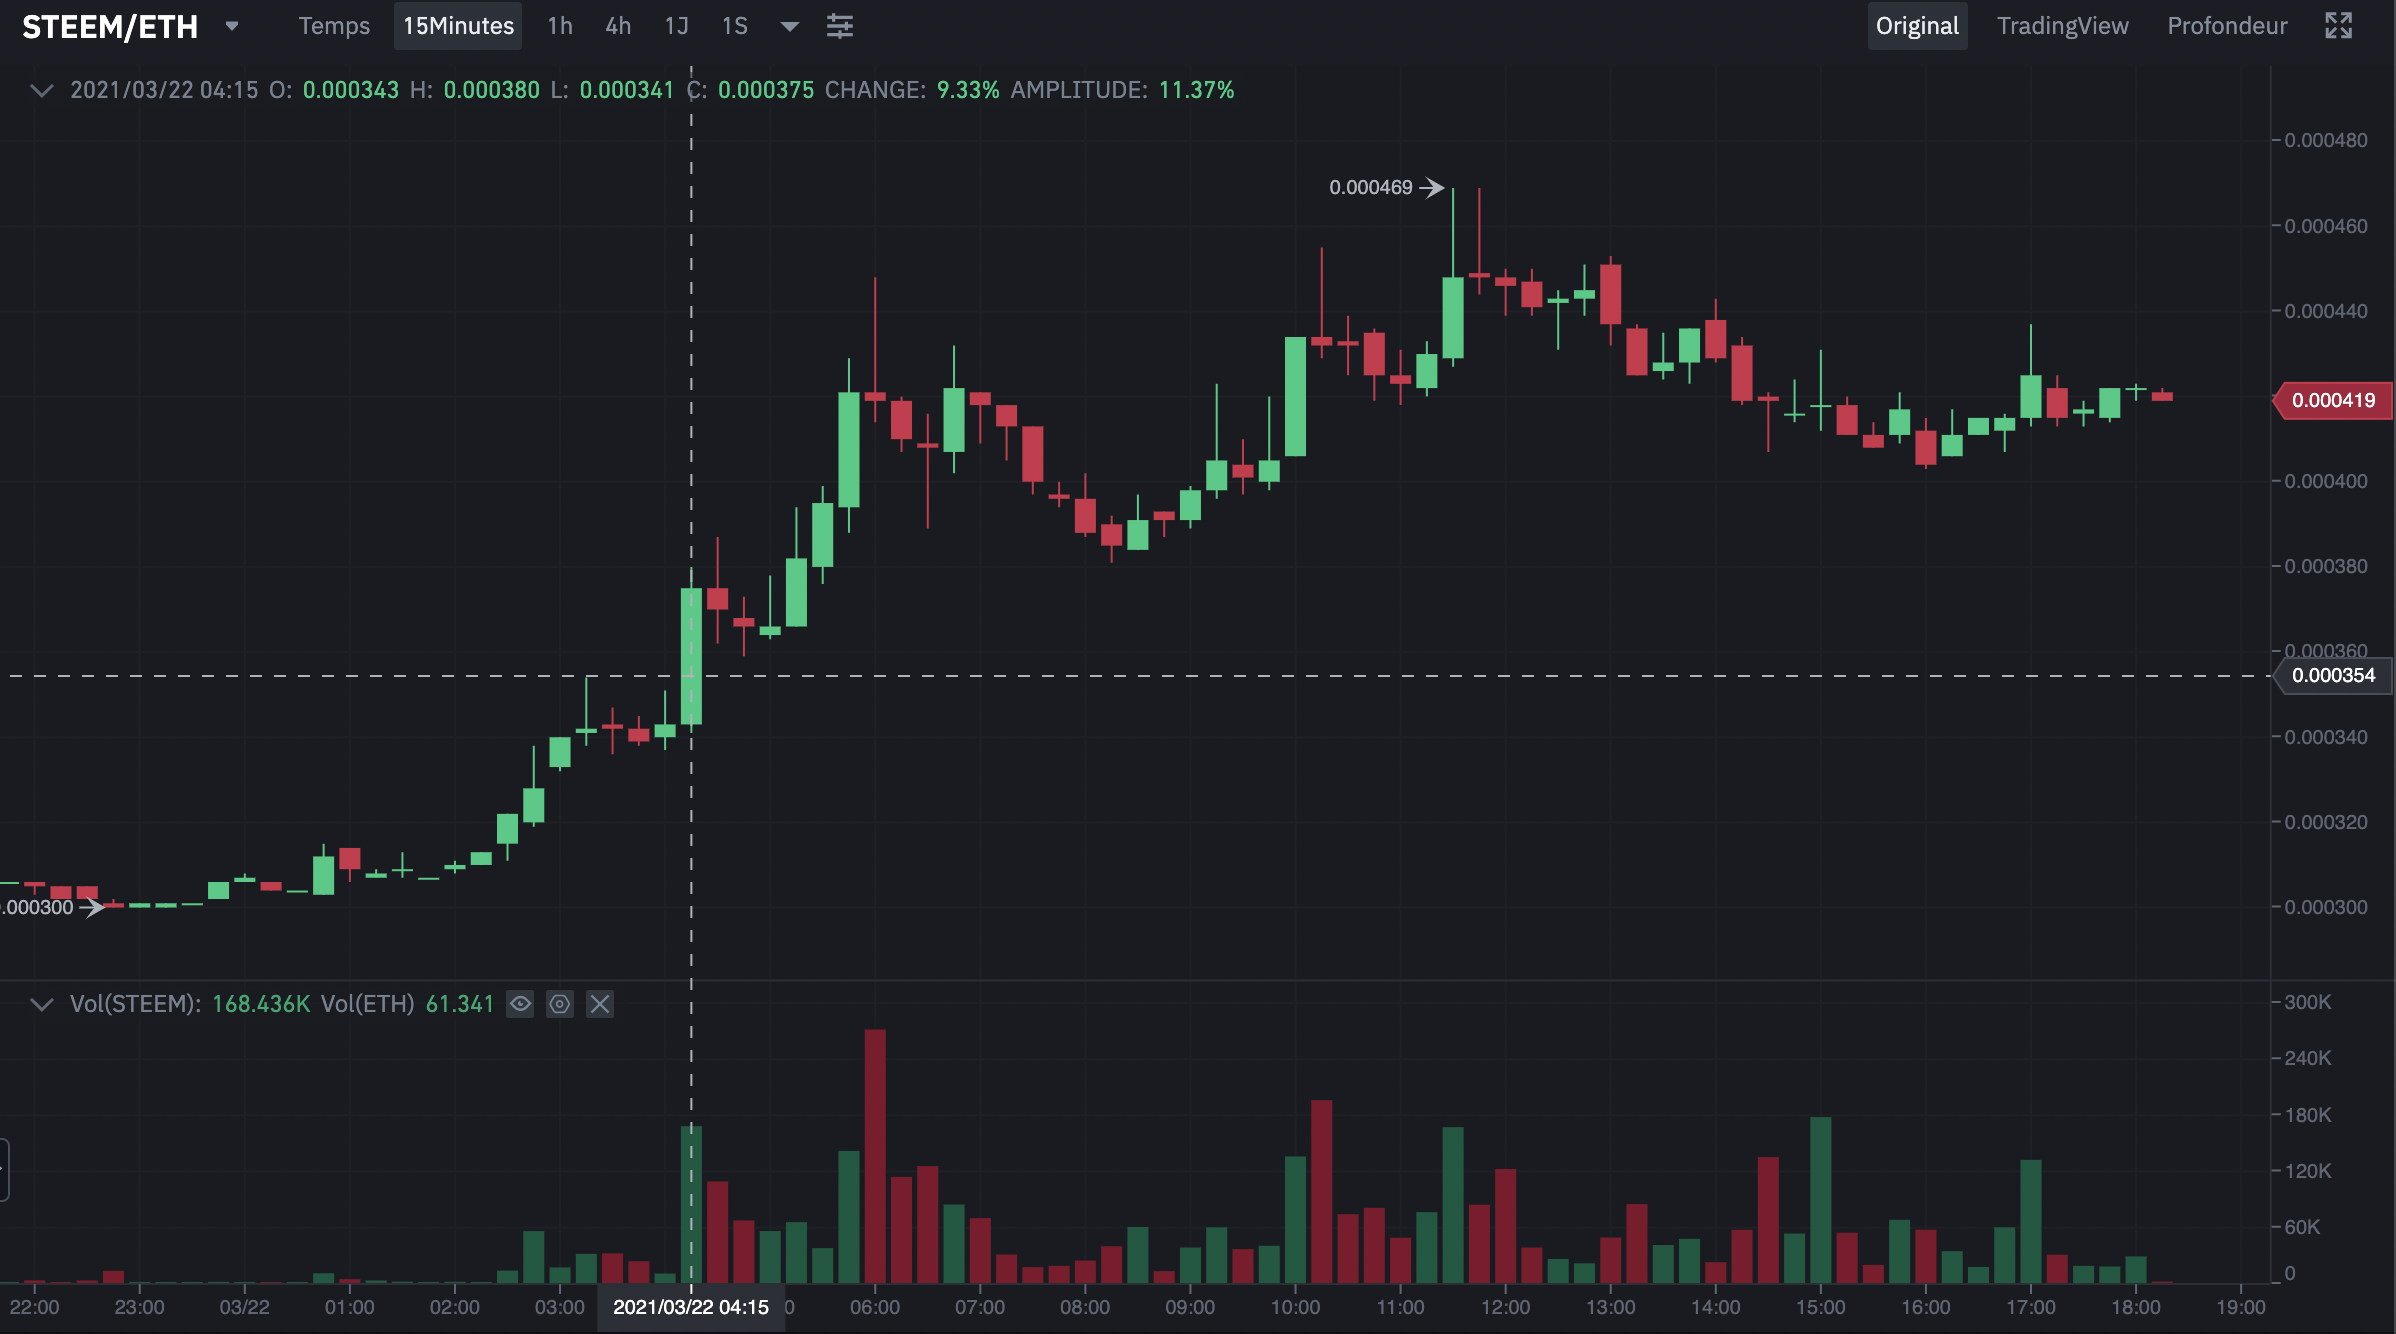 STEEM/ETH Temps 15Minutes 1h 4h 1J 1S Original TradingView Profondeur
2021/03/22 04:15 O: 0.000343 H: 0.000380 L: 0.000341 C: 0.000375 CHANGE: 9.33% AMPLITUDE: 11.37%
0.000480
0.000469
0.000460
0.000440
0.000419
0.000400
0.000380
0.000360
0.000354
0.000340
0.000320
.000300 0.000300
Vol(STEEM): 168.436K Vol(ETH) 61.341 300K
240K
180K
120K
60K
0
22:00 23:00 03/22 01:00 02:00 03:00 2021/03/22 04:15 0 06:00 07:00 08:00 09:00 10:00 11:00 12:00 13:00 14:00 15:00 16:00 17:00 18:00 19:00